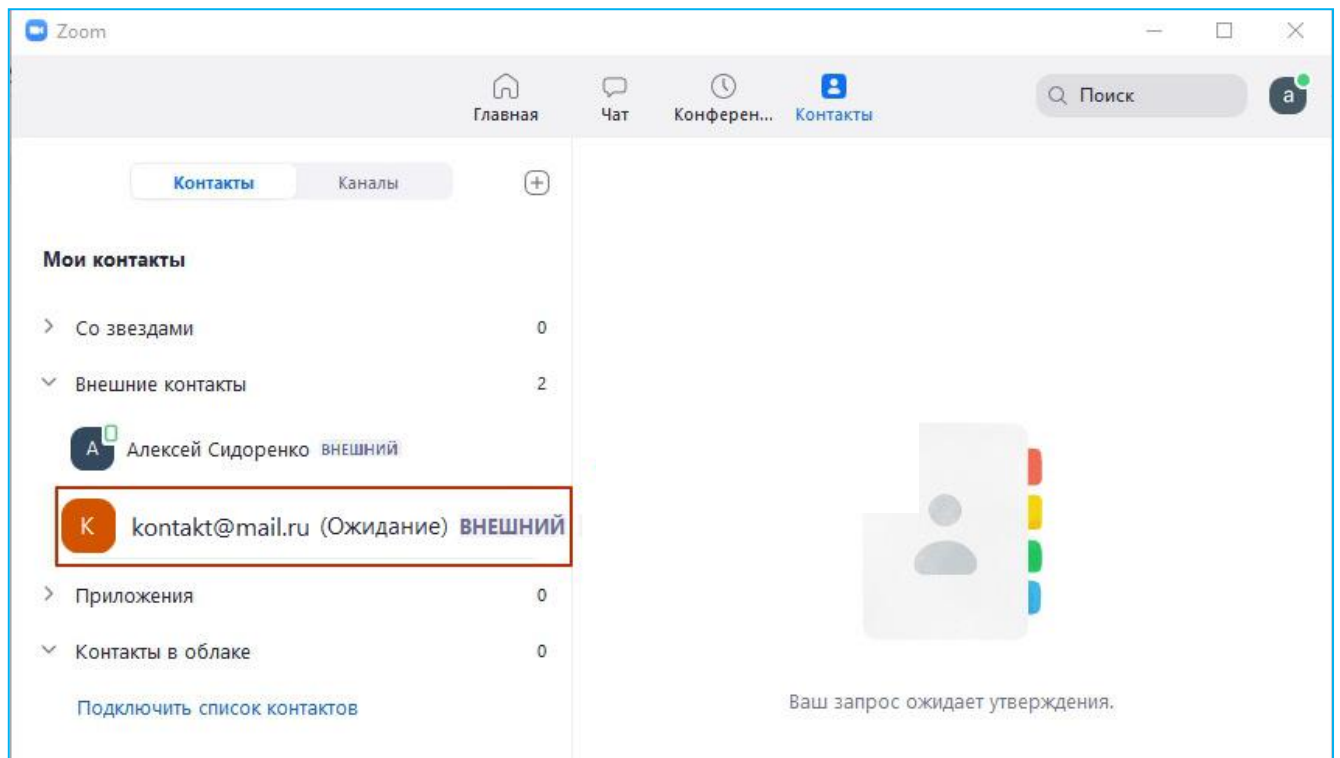 Zoom
Главная
Чат
Конферен...
Контакты
Поиск
a
Контакты
Каналы
Мои контакты
Со звездами 0
Внешние контакты 2
А Алексей Сидоренко ВНЕШНИЙ
K kontakt@mail.ru (Ожидание) ВНЕШНИЙ
Приложения 0
Контакты в облаке 0
Подключить список контактов
Ваш запрос ожидает утверждения.